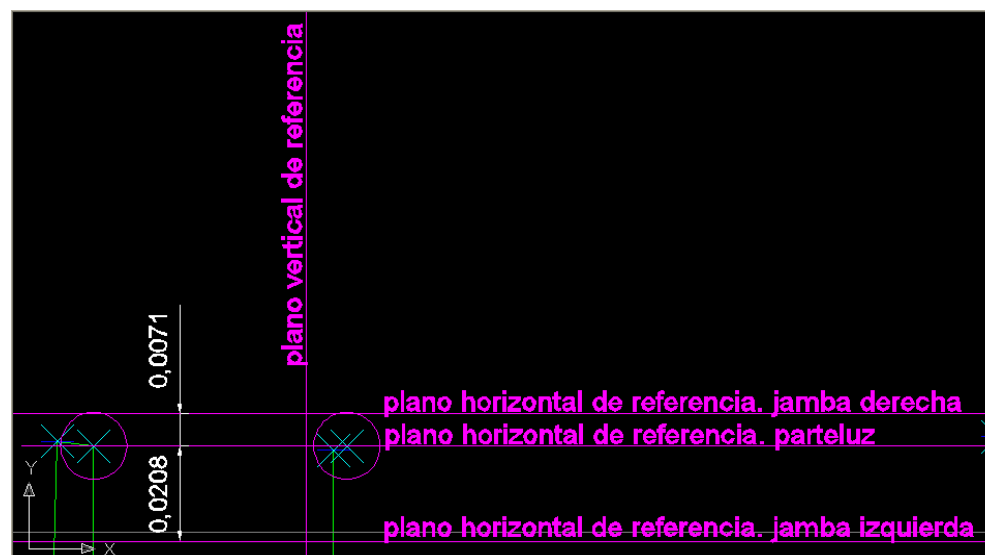 plano vertical de referencia
0,0071
plano horizontal de referencia. jamba derecha
plano horizontal de referencia. parteluz
0,0208
plano horizontal de referencia. jamba izquierda
Y
X